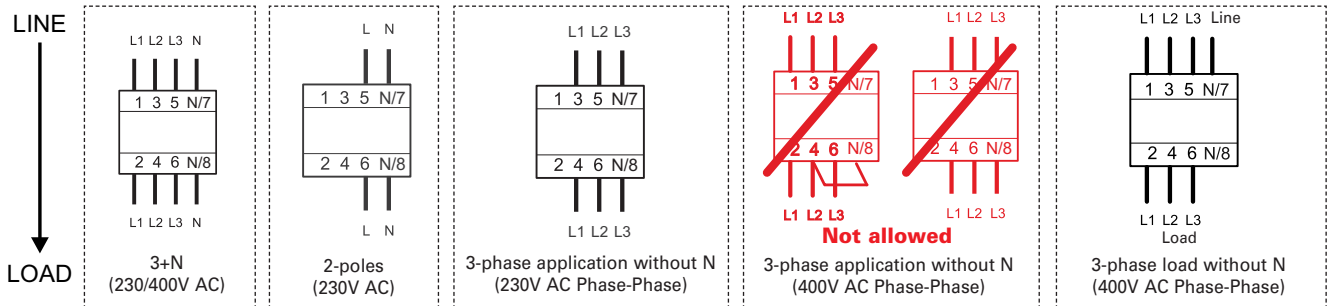 LINE
LOAD
L1 L2 L3 N
1 3 5 N/7
2 4 6 N/8
L1 L2 L3 N
3+N
(230/400V AC)
L N
1 3 5 N/7
2 4 6 N/8
L N
2-poles
(230V AC)
L1 L2 L3
1 3 5 N/7
2 4 6 N/8
L1 L2 L3
3-phase application without N
(230V AC Phase-Phase)
L1 L2 L3
1 3 5 N/7
2 4 6 N/8
L1 L2 L3
L1 L2 L3
1 3 5 N/7
2 4 6 N/8
L1 L2 L3
Not allowed
3-phase application without N
(400V AC Phase-Phase)
L1 L2 L3 Line
1 3 5 N/7
2 4 6 N/8
L1 L2 L3
Load
3-phase load without N
(400V AC Phase-Phase)